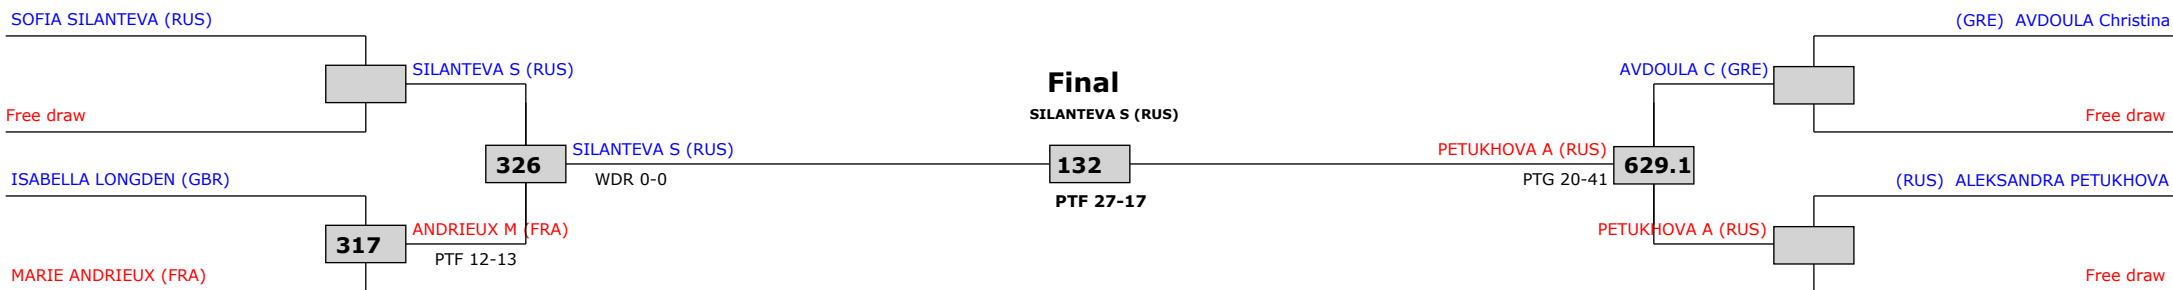 SOFIA SILANTEVA (RUS)
(GRE) AVDOULA Christina
SILANTEVA S (RUS)
Final
AVDOULA C (GRE)
SILANTEVA S (RUS)
Free draw
Free draw
326
SILANTEVA S (RUS)
132
PETUKHOVA A (RUS)
629.1
WDR 0-0
PTG 20-41
ISABELLA LONGDEN (GBR)
(RUS) ALEKSANDRA PETUKHOVA
PTF 27-17
317
ANDRIEUX M (FRA)
PETUKHOVA A (RUS)
PTF 12-13
MARIE ANDRIEUX (FRA)
Free draw